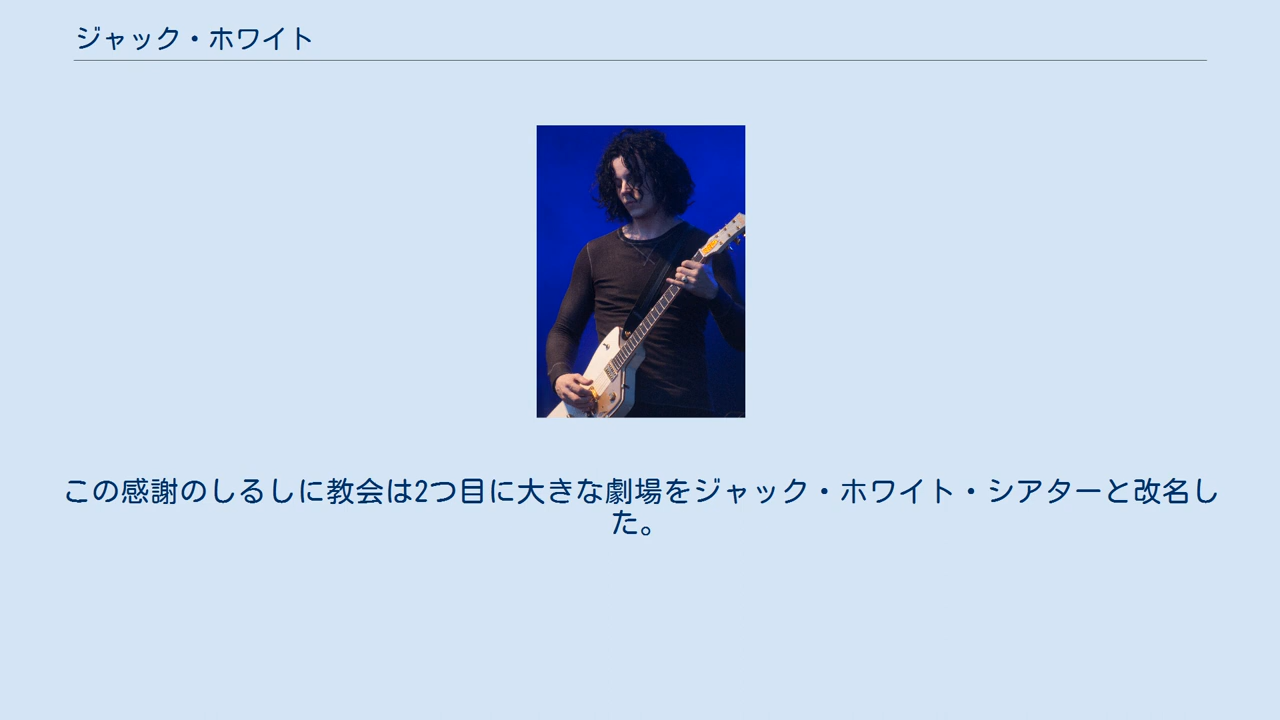 ジャック・ホワイト
この感謝のしるしに教会は2つ目に大きな劇場をジャック・ホワイト・シアターと改名し
た。